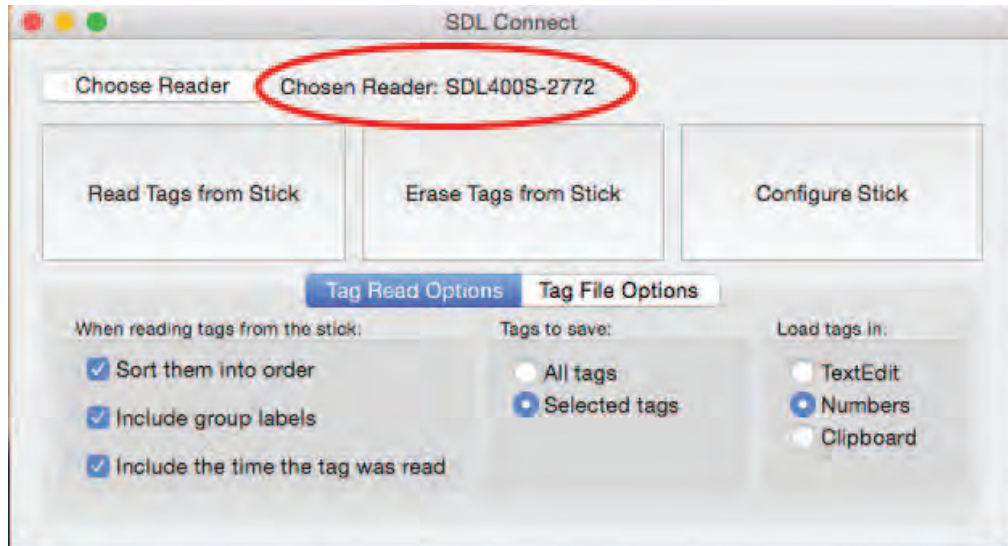 SDL Connect
Choose Reader
Chosen Reader: SDL400S-2772
Read Tags from Stick
Erase Tags from Stick
Configure Stick
Tag Read Options
Tag File Options
When reading tags from the stick:
Sort them into order
Include group labels
Include the time the tag was read
Tags to save:
All tags
Selected tags
Load tags in:
TextEdit
Numbers
Clipboard